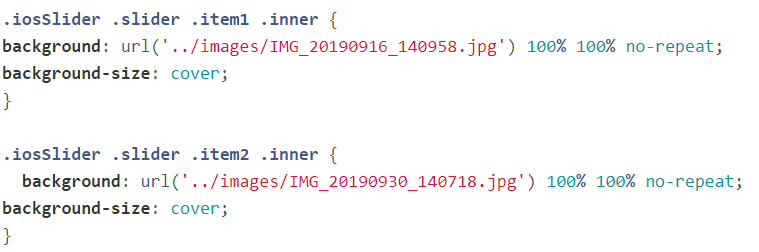 .iosSlider .slider .item1 .inner {
background: url('../images/IMG_20190916_140958.jpg') 100% 100% no-repeat;
background-size: cover;
}
.iosSlider .slider .item2 .inner {
background: url('../images/IMG_20190930_140718.jpg') 100% 100% no-repeat;
background-size: cover;
}